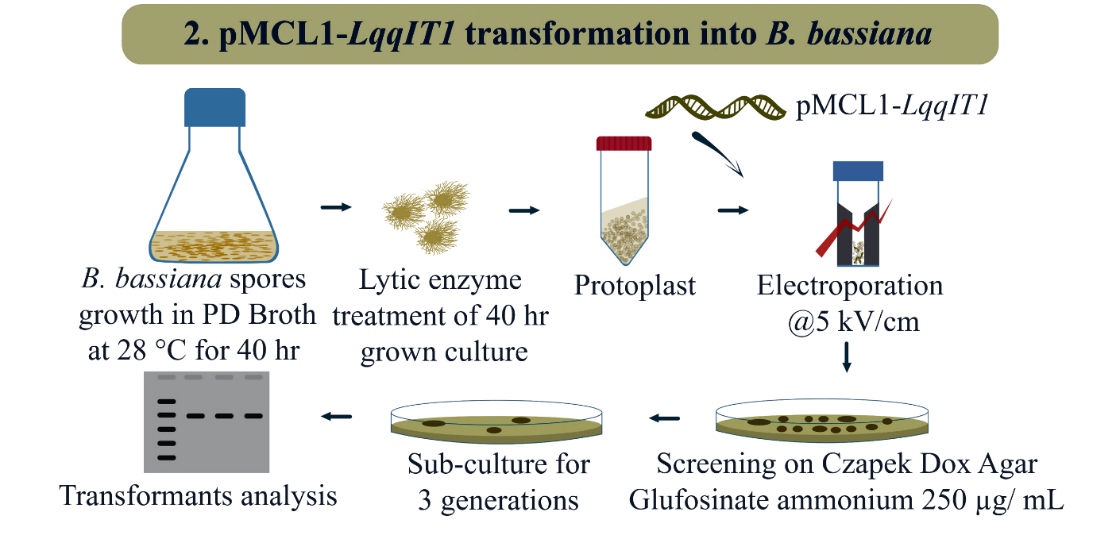 2. pMCL1-LqqIT1 transformation into B. bassiana
pMCL1-LqqIT1
B. bassiana spores
growth in PD Broth
at 28 °C for 40 hr
Lytic enzyme
treatment of 40 hr
grown culture
Protoplast
Electroporation
@5 kV/cm
Screening on Czapek Dox Agar
Glufosinate ammonium 250 µg/ mL
Sub-culture for
3 generations
Transformants analysis